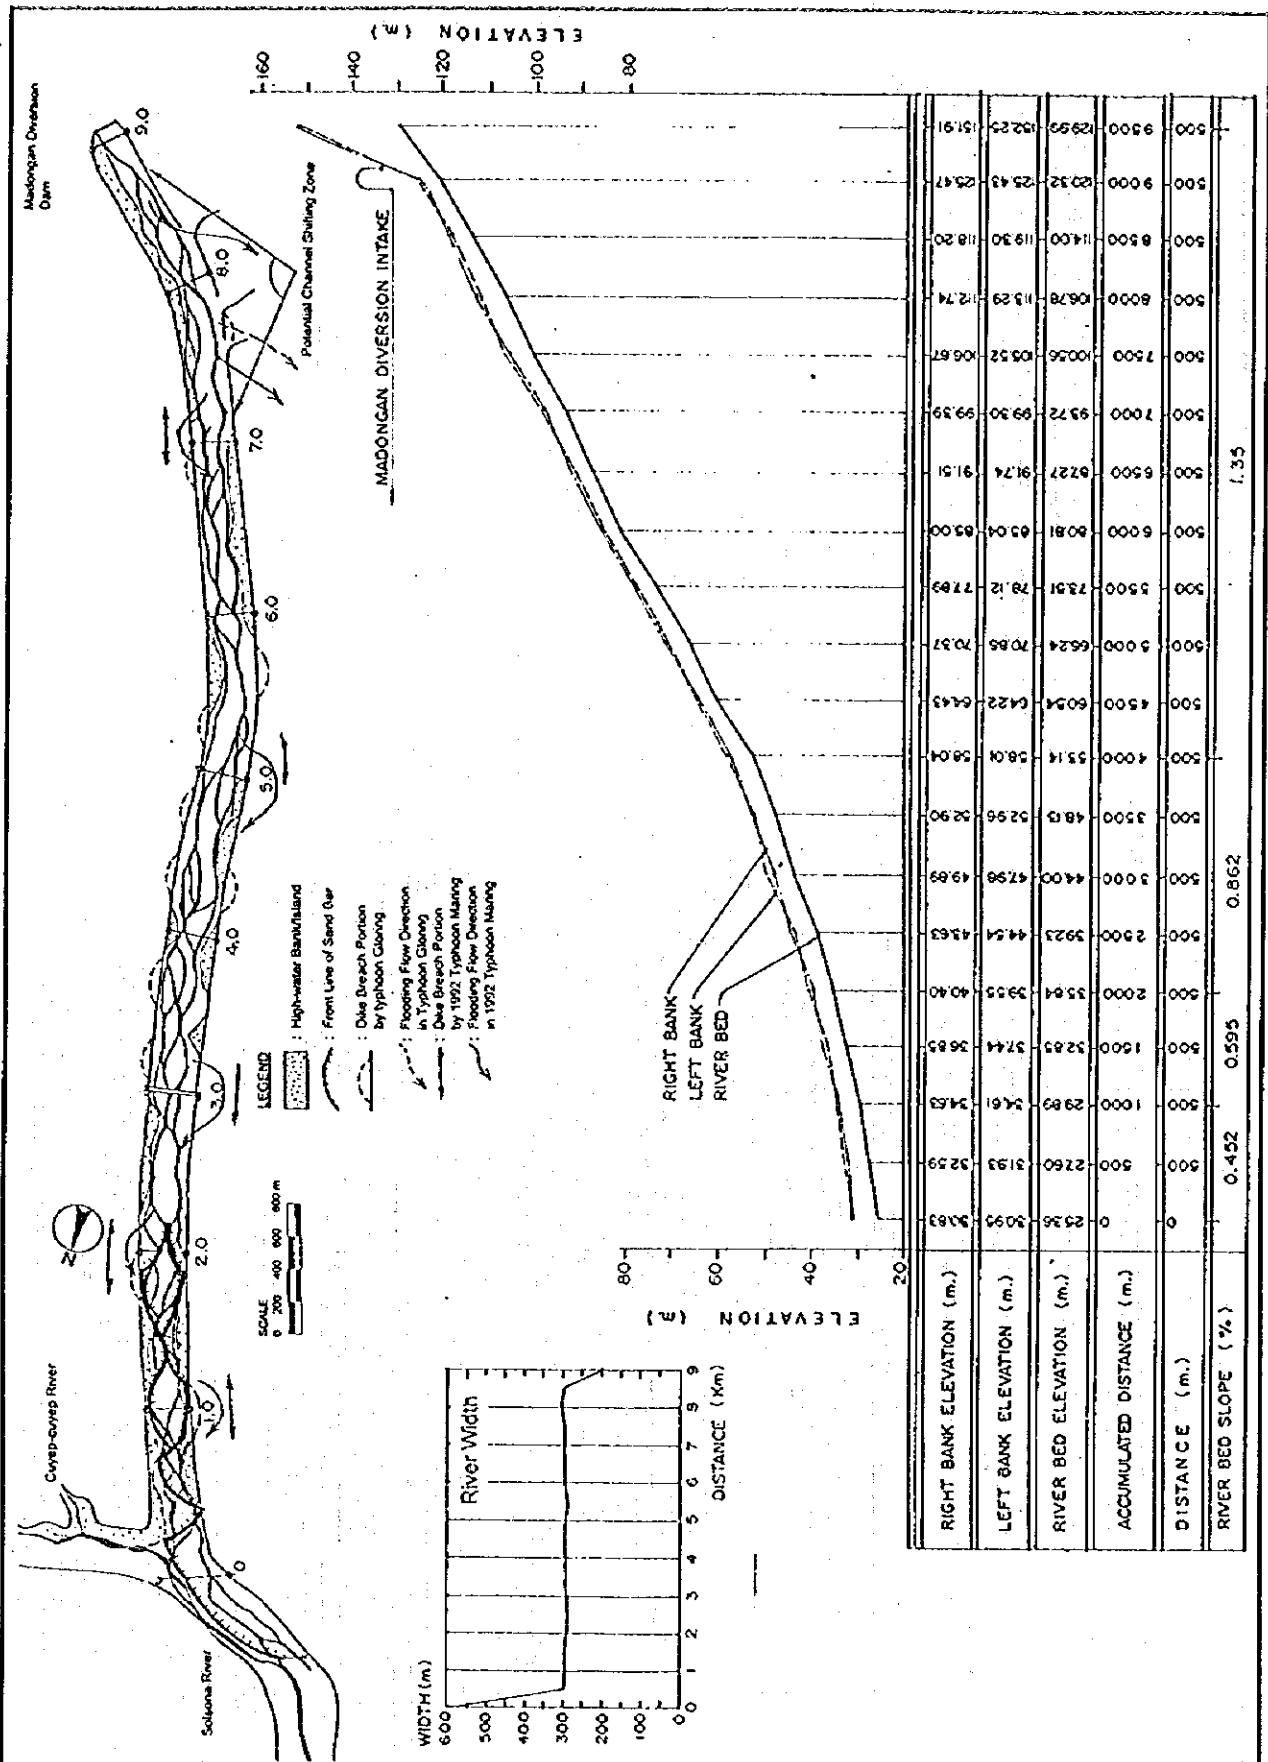 Madongan Diversion
Dam
9.0
8.0
Potential Channel Shifting Zone
7.0
6.0
5.0
4.0
3.0
2.0
1.0
0
N
Cuyep-cuyep River
Solsona River
SCALE
0 200 400 600 800 m
LEGEND
: High-water Bank/Island
: Front Line of Sand Bar
: Dike Breach Portion
by Typhoon Gloring
: Flooding Flow Direction
in Typhoon Gloring
: Dike Breach Portion
by 1992 Typhoon Maring
: Flooding Flow Direction
in 1992 Typhoon Maring
River Width
WIDTH (m)
600
500
400
300
200
100
0
0 1 2 3 4 5 6 7 8 9
DISTANCE (Km)
ELEVATION (m)
160
140
120
100
80
MADONGAN DIVERSION INTAKE
RIGHT BANK
LEFT BANK
RIVER BED
ELEVATION (m)
80
60
40
20
RIGHT BANK ELEVATION (m.) 30.83 32.59 34.63 36.85 40.40 43.63 49.89 52.90 58.04 64.43 70.37 77.89 85.00 91.51 99.39 106.67 112.74 118.20 125.47 151.91
LEFT BANK ELEVATION (m.) 30.95 31.93 34.61 37.44 39.55 44.54 47.98 52.96 58.01 64.22 70.85 78.12 85.04 91.74 99.30 105.52 113.29 119.30 125.43 152.25
RIVER BED ELEVATION (m.) 25.36 27.60 29.89 32.85 35.84 39.23 44.00 48.13 53.14 60.54 66.24 73.51 80.81 87.27 93.72 100.56 106.78 114.00 120.32 129.99
ACCUMULATED DISTANCE (m.) 0 500 1000 1500 2000 2500 3000 3500 4000 4500 5000 5500 6000 6500 7000 7500 8000 8500 9000 9500
DISTANCE (m.) 0 500 500 500 500 500 500 500 500 500 500 500 500 500 500 500 500 500 500 500
RIVER BED SLOPE (%) 0.452 0.595 0.862 1.35